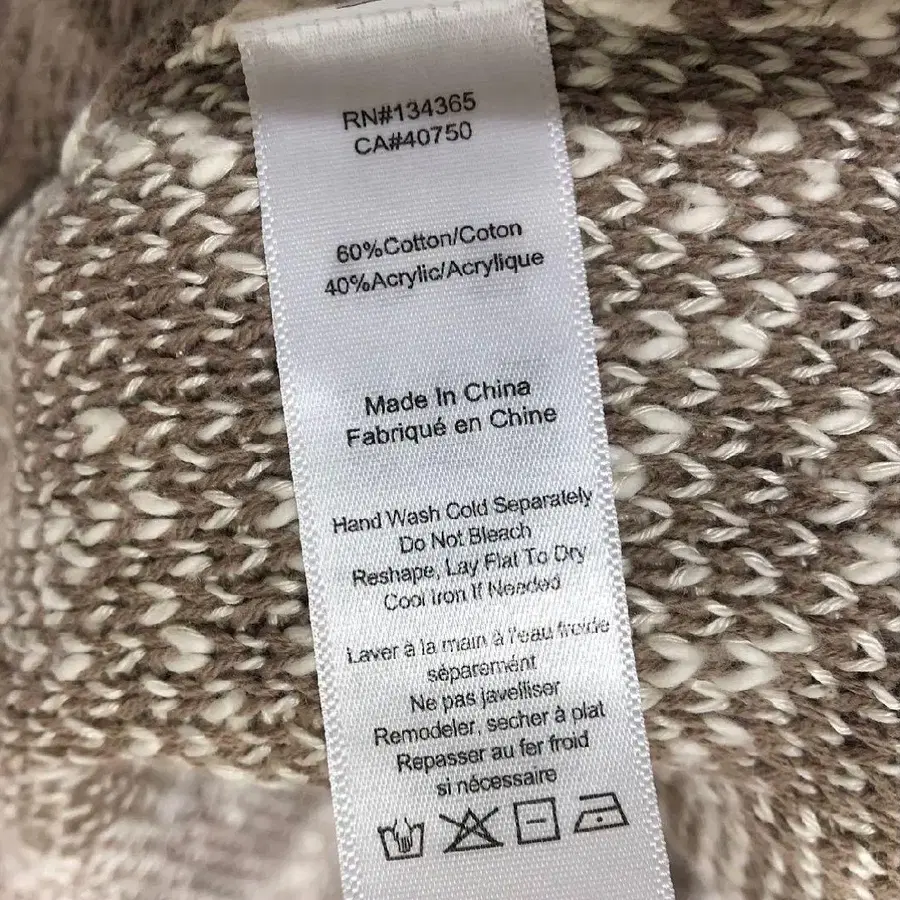 RN#134365
CA#40750
60%Cotton/Coton
40%Acrylic/Acrylique
Made In China
Fabriqué en Chine
Hand Wash Cold Separately
Do Not Bleach
Reshape, Lay Flat To Dry
Cool Iron If Needed
Laver à la main à l'eau froide
séparemént
Ne pas javelliser
Remodeler, secher à plat
Repasser au fer froid
si nécessaire